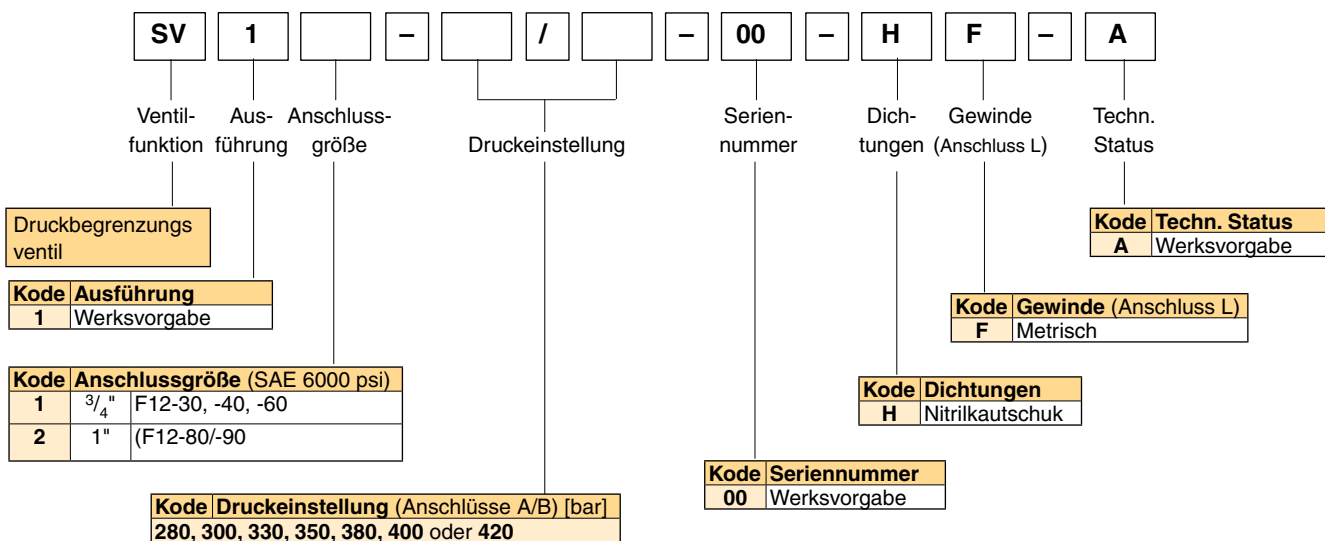 SV 1 – / – 00 – H F – A
Ventil-
funktion
Aus-
führung
Anschluss-
größe
Druckeinstellung
Serien-
nummer
Dich-
tungen
Gewinde
(Anschluss L)
Techn.
Status
Druckbegrenzungs
ventil
Kode Techn. Status
A Werksvorgabe
Kode Ausführung
1 Werksvorgabe
Kode Gewinde (Anschluss L)
F Metrisch
Kode Anschlussgröße (SAE 6000 psi)
1 3/4" F12-30, -40, -60
2 1" (F12-80/-90
Kode Dichtungen
H Nitrilkautschuk
Kode Seriennummer
00 Werksvorgabe
Kode Druckeinstellung (Anschlüsse A/B) [bar]
280, 300, 330, 350, 380, 400 oder 420